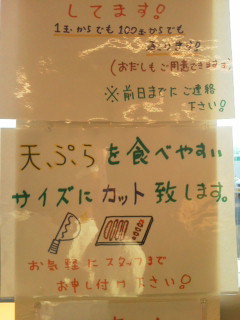 してます!
1玉からでも100玉からでも
(おだしもご用意できます)
※前日までにご連絡
下さい!
天ぷらを食べやすい
サイズにカット致します。
お気軽にスタッフまで
お申し付け下さい!